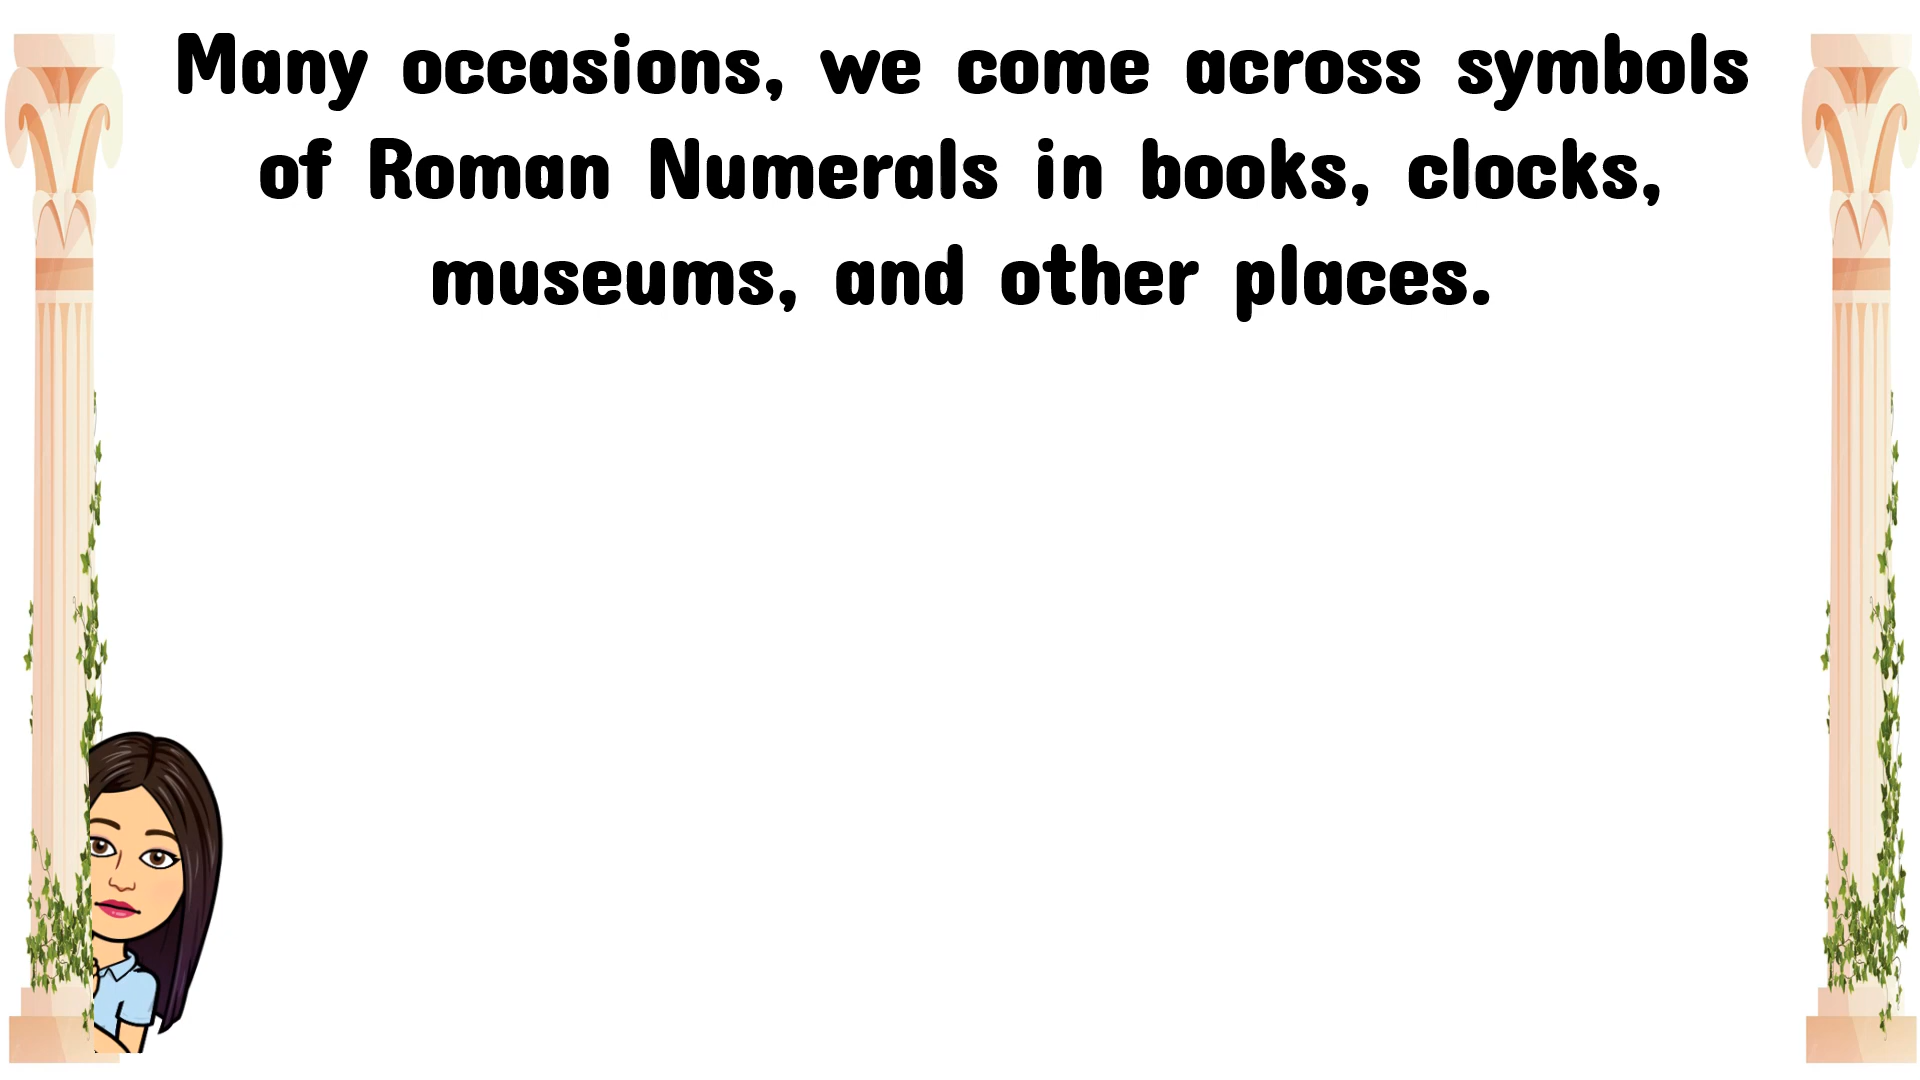 Many occasions, we come across symbols
of Roman Numerals in books, clocks,
museums, and other places.